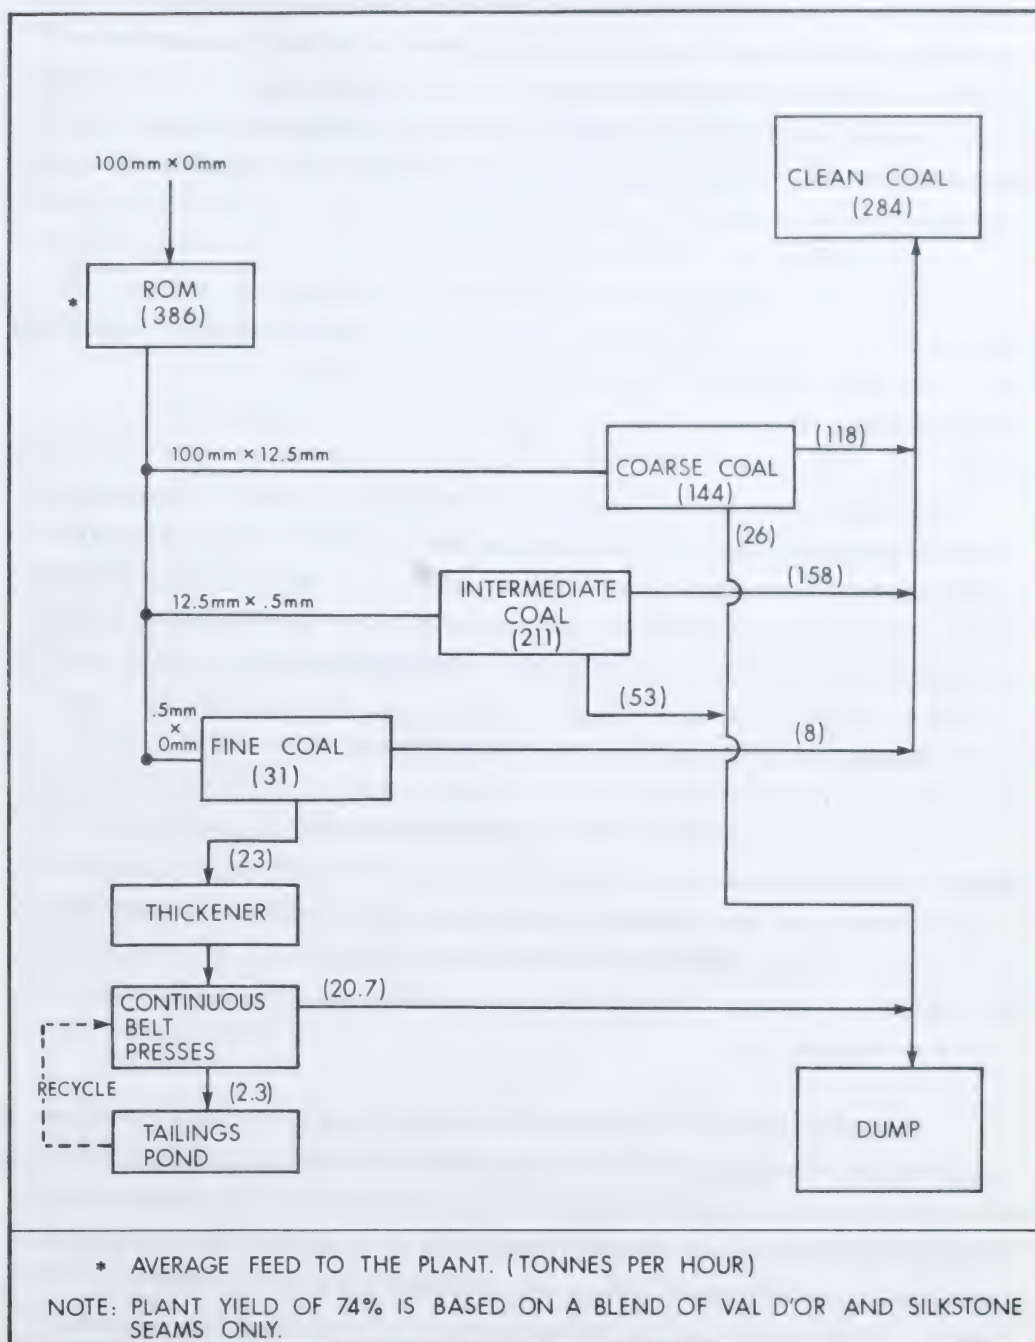 100mm × 0mm
CLEAN COAL
(284)
* ROM
(386)
(118)
100mm × 12.5mm
COARSE COAL
(144)
(26)
(158)
INTERMEDIATE
COAL
(211)
12.5mm × .5mm
(53)
.5mm
×
0mm
(8)
FINE COAL
(31)
(23)
THICKENER
(20.7)
CONTINUOUS
BELT
PRESSES
RECYCLE
(2.3)
TAILINGS
POND
DUMP
* AVERAGE FEED TO THE PLANT. (TONNES PER HOUR)
NOTE: PLANT YIELD OF 74% IS BASED ON A BLEND OF VAL D'OR AND SILKSTONE
SEAMS ONLY.